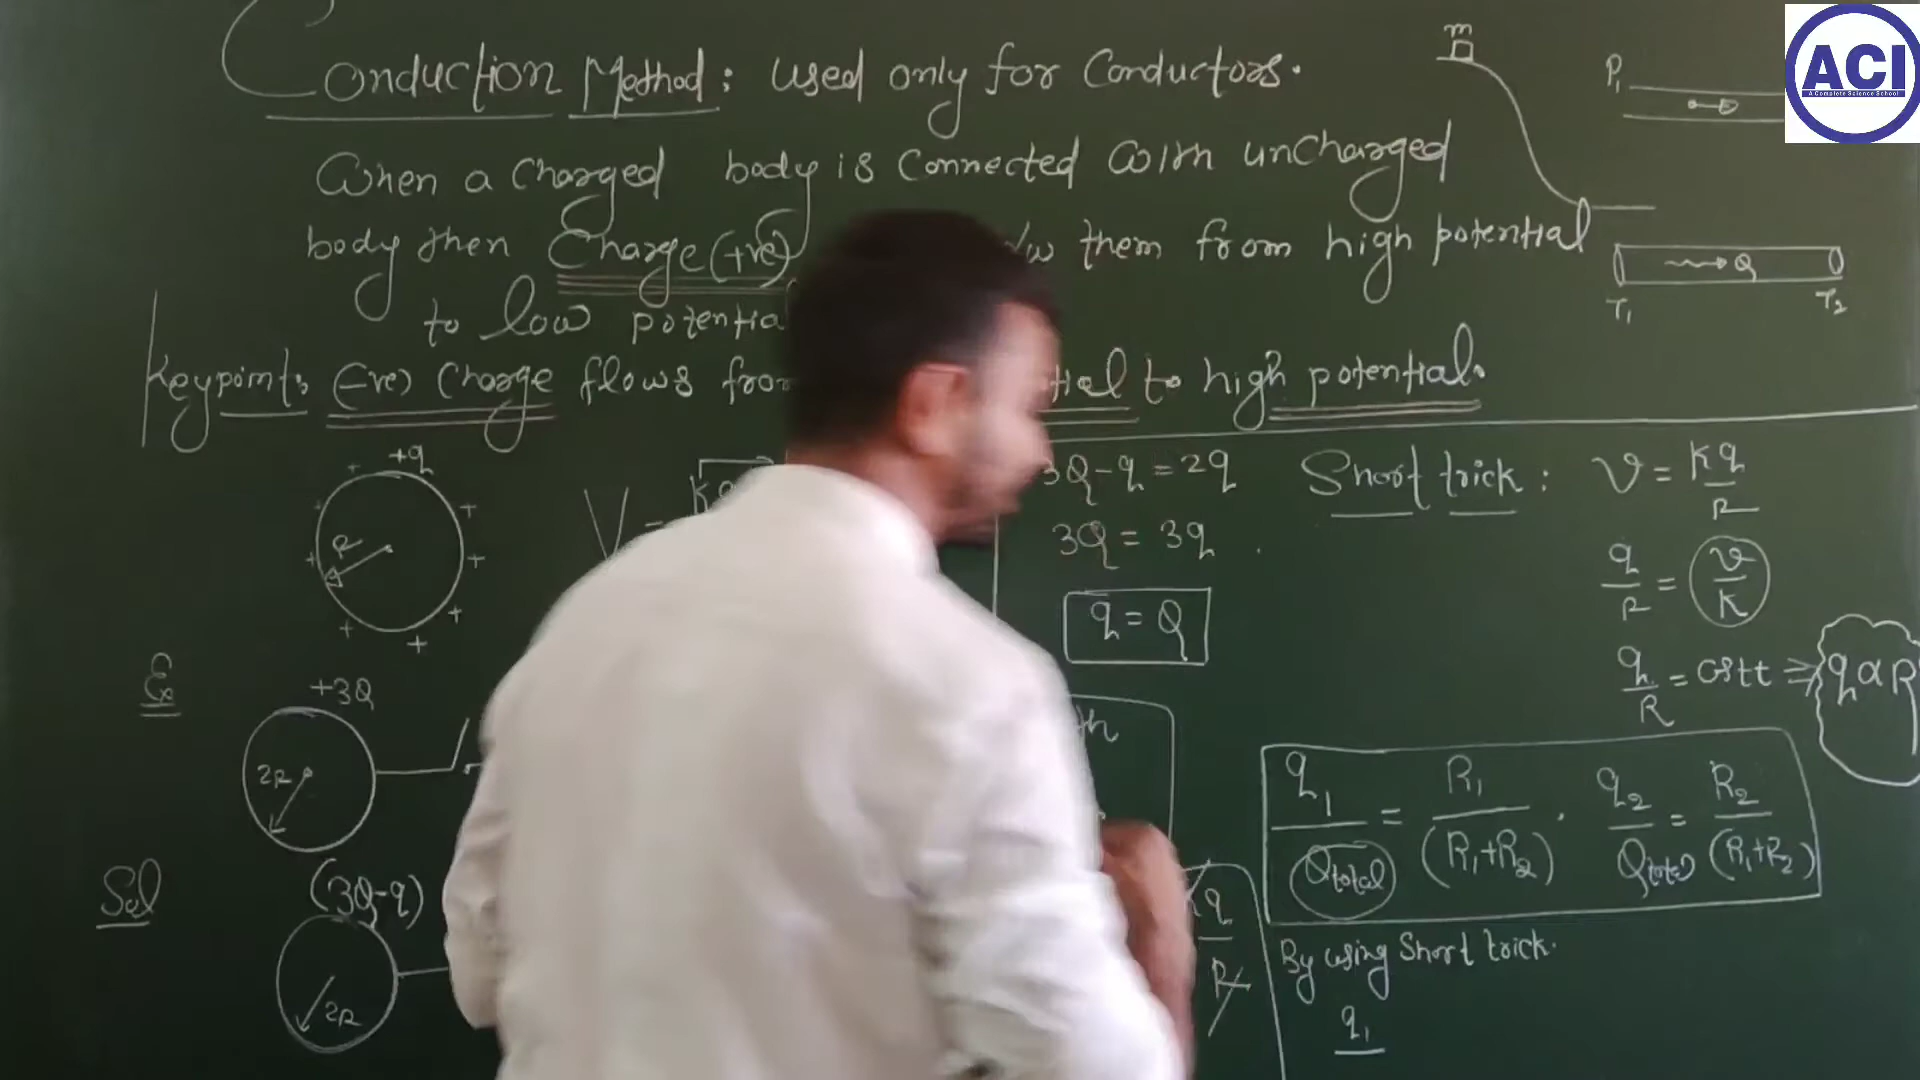 Conduction Method: used only for Conductors.
When a charged body is connected with uncharged
body then Charge (+ve) them from high potential
to low
Keypoint: (-ve) Charge flows to high potential.
m
P1
T1 T2
Q
ACI
A Complete Science School
+q
R
V =
3Q-q = 2q
3Q = 3q
q = Q
Short trick: V = Kq/R
q/R = V/K
q/R = cstt ⇒ q α R
Ex
+3Q
2R
Sol
(3Q-q)
2R
q1/Qtotal = R1/(R1+R2) . q2/Qtotal = R2/(R1+R2)
By using Short trick.
q1